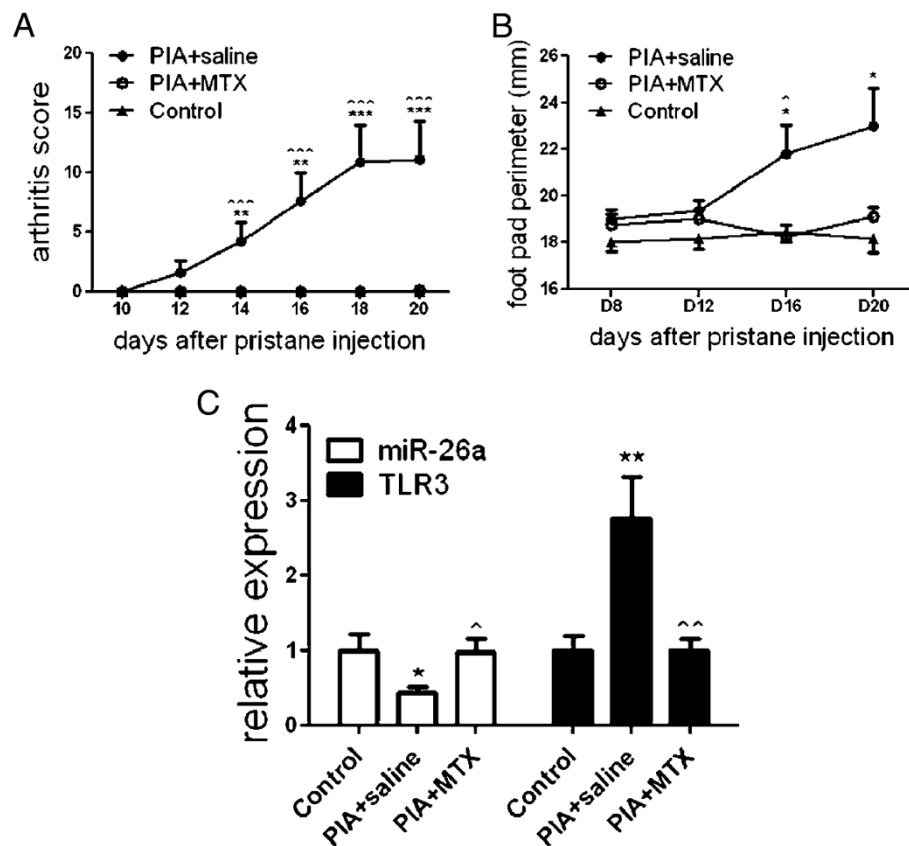 A
PIA+saline
PIA+MTX
Control
arthritis score
20
15
10
5
0
^^^
**
^^^
**
^^^
***
^^^
***
10 12 14 16 18 20
days after pristane injection
B
PIA+saline
PIA+MTX
Control
foot pad perimeter (mm)
26
24
22
20
18
16
^
*
*
D8 D12 D16 D20
days after pristane injection
C
miR-26a
TLR3
relative expression
4
3
2
1
0
*
^
**
^^
Control
PIA+saline
PIA+MTX
Control
PIA+saline
PIA+MTX